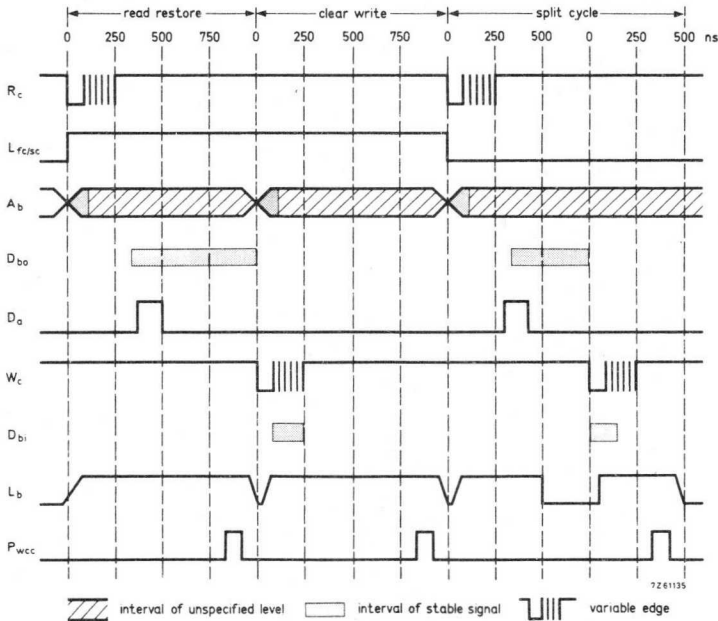 read restore clear write split cycle
0 250 500 750 0 250 500 750 0 250 500 0 250 500 ns
Rc
Lfc/sc
Ab
Dbo
Da
Wc
Dbi
Lb
Pwcc
7Z61135
interval of unspecified level interval of stable signal variable edge